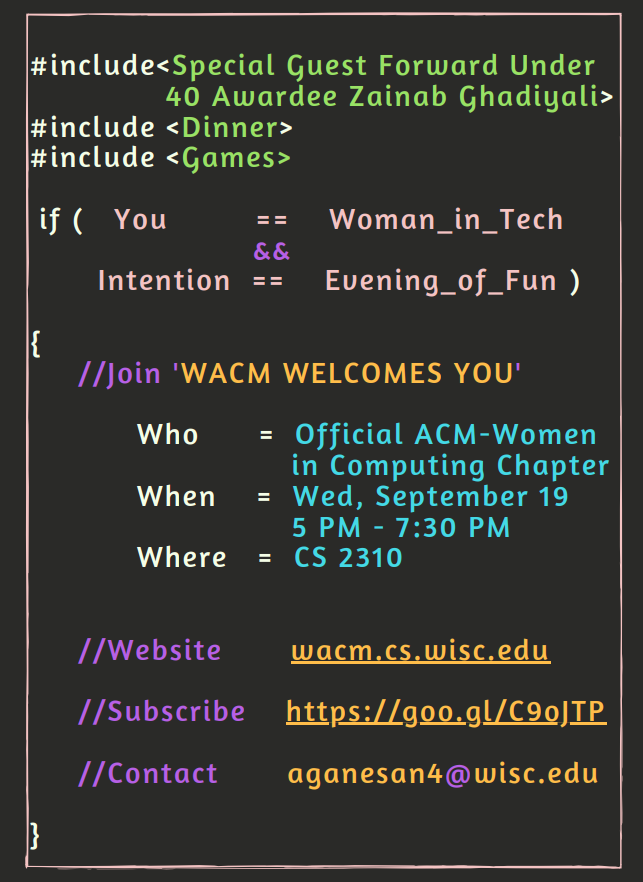 #include<Special Guest Forward Under
40 Awardee Zainab Ghadiyali>
#include <Dinner>
#include <Games>
if ( You == Woman_in_Tech
&&
Intention == Evening_of_Fun )
{
//Join 'WACM WELCOMES YOU'
Who = Official ACM-Women
in Computing Chapter
When = Wed, September 19
5 PM - 7:30 PM
Where = CS 2310
//Website wacm.cs.wisc.edu
//Subscribe https://goo.gl/C9oJTP
//Contact aganesan4@wisc.edu
}